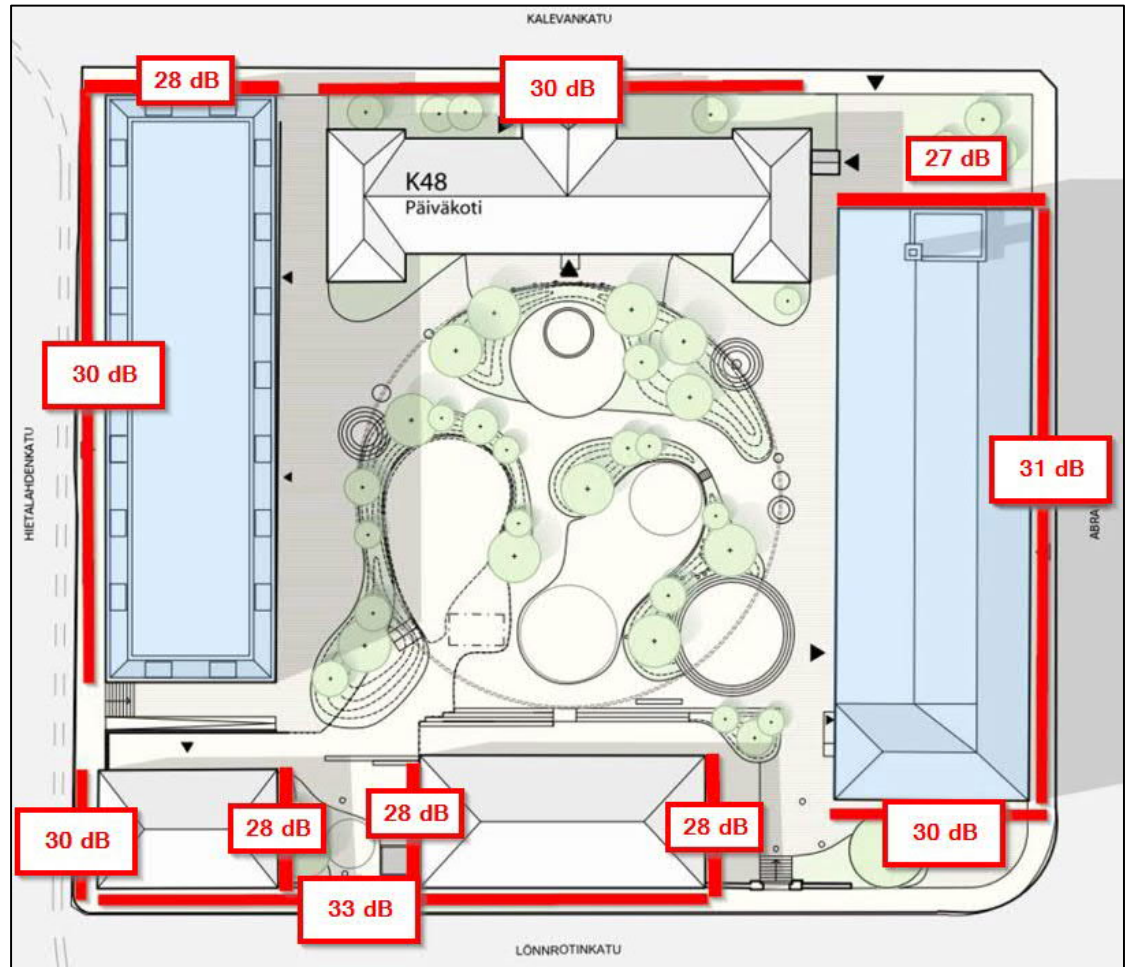 KALEVANKATU
28 dB
30 dB
27 dB
K48
Päiväkoti
30 dB
31 dB
HIETALAHDENKATU
ABRA
30 dB
28 dB
28 dB
28 dB
30 dB
33 dB
LÖNNROTINKATU